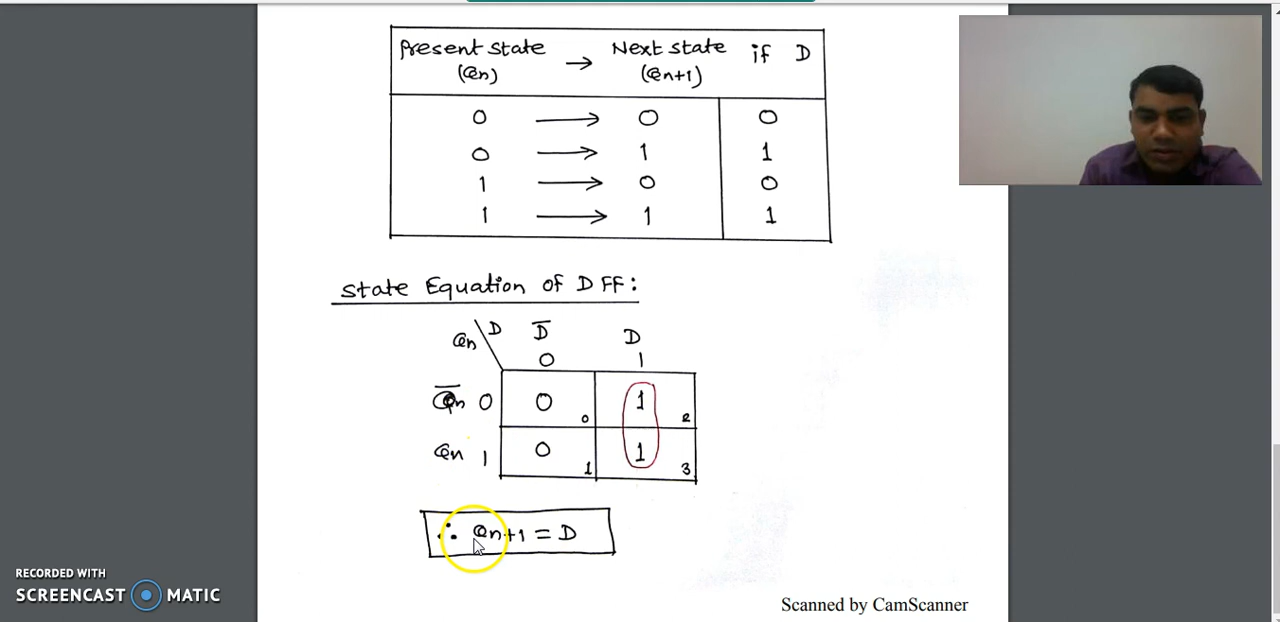 Present state → Next state if D
(Qn) (Qn+1)
0 → 0 0
0 → 1 1
1 → 0 0
1 → 1 1
State Equation of D FF:
Qn \ D D̅ D
0 1
Q̅n 0 0 0 1 2
Qn 1 0 1 1 3
∴ Qn+1 = D
RECORDED WITH
SCREENCAST MATIC
Scanned by CamScanner